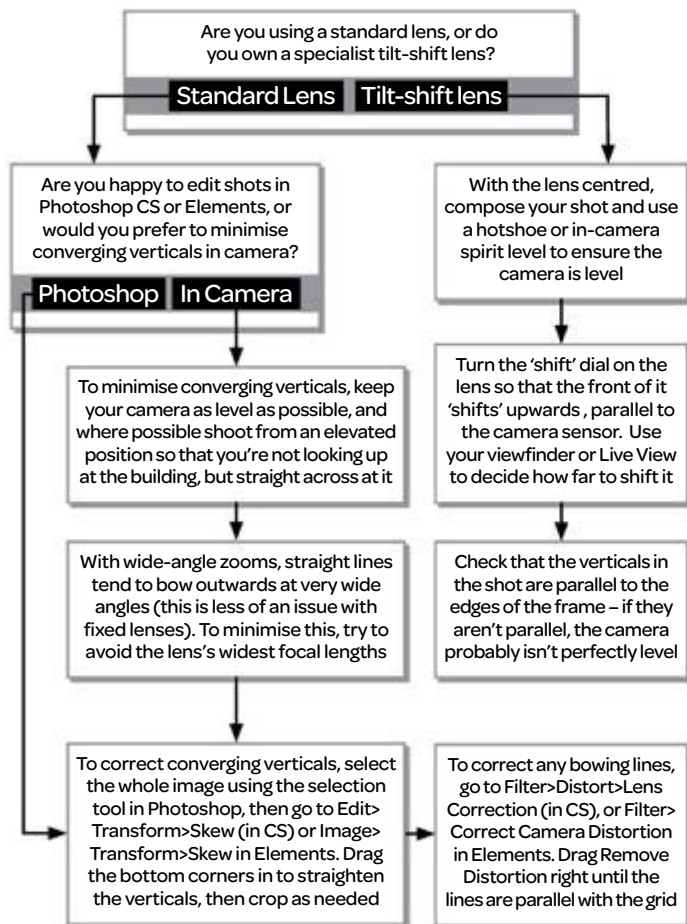 Are you using a standard lens, or do
you own a specialist tilt-shift lens?
Standard Lens
Tilt-shift lens
Are you happy to edit shots in
Photoshop CS or Elements, or
would you prefer to minimise
converging verticals in camera?
Photoshop
In Camera
With the lens centred,
compose your shot and use
a hotshoe or in-camera
spirit level to ensure the
camera is level
To minimise converging verticals, keep
your camera as level as possible, and
where possible shoot from an elevated
position so that you're not looking up
at the building, but straight across at it
Turn the 'shift' dial on the
lens so that the front of it
'shifts' upwards , parallel to
the camera sensor. Use
your viewfinder or Live View
to decide how far to shift it
With wide-angle zooms, straight lines
tend to bow outwards at very wide
angles (this is less of an issue with
fixed lenses). To minimise this, try to
avoid the lens's widest focal lengths
Check that the verticals in
the shot are parallel to the
edges of the frame – if they
aren't parallel, the camera
probably isn't perfectly level
To correct converging verticals, select
the whole image using the selection
tool in Photoshop, then go to Edit>
Transform>Skew (in CS) or Image>
Transform>Skew in Elements. Drag
the bottom corners in to straighten
the verticals, then crop as needed
To correct any bowing lines,
go to Filter>Distort>Lens
Correction (in CS), or Filter>
Correct Camera Distortion
in Elements. Drag Remove
Distortion right until the
lines are parallel with the grid